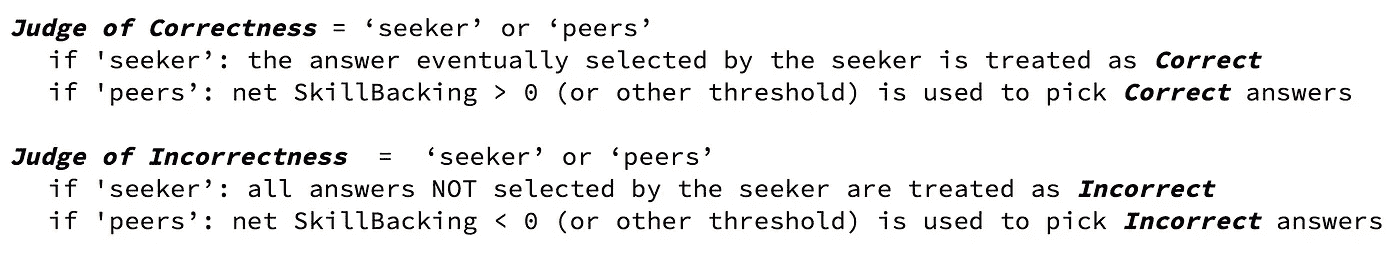 Judge of Correctness = ‘seeker’ or ‘peers’
if 'seeker’: the answer eventually selected by the seeker is treated as Correct
if 'peers’: net SkillBacking > 0 (or other threshold) is used to pick Correct answers
Judge of Incorrectness = ‘seeker’ or ‘peers’
if 'seeker’: all answers NOT selected by the seeker are treated as Incorrect
if 'peers’: net SkillBacking < 0 (or other threshold) is used to pick Incorrect answers